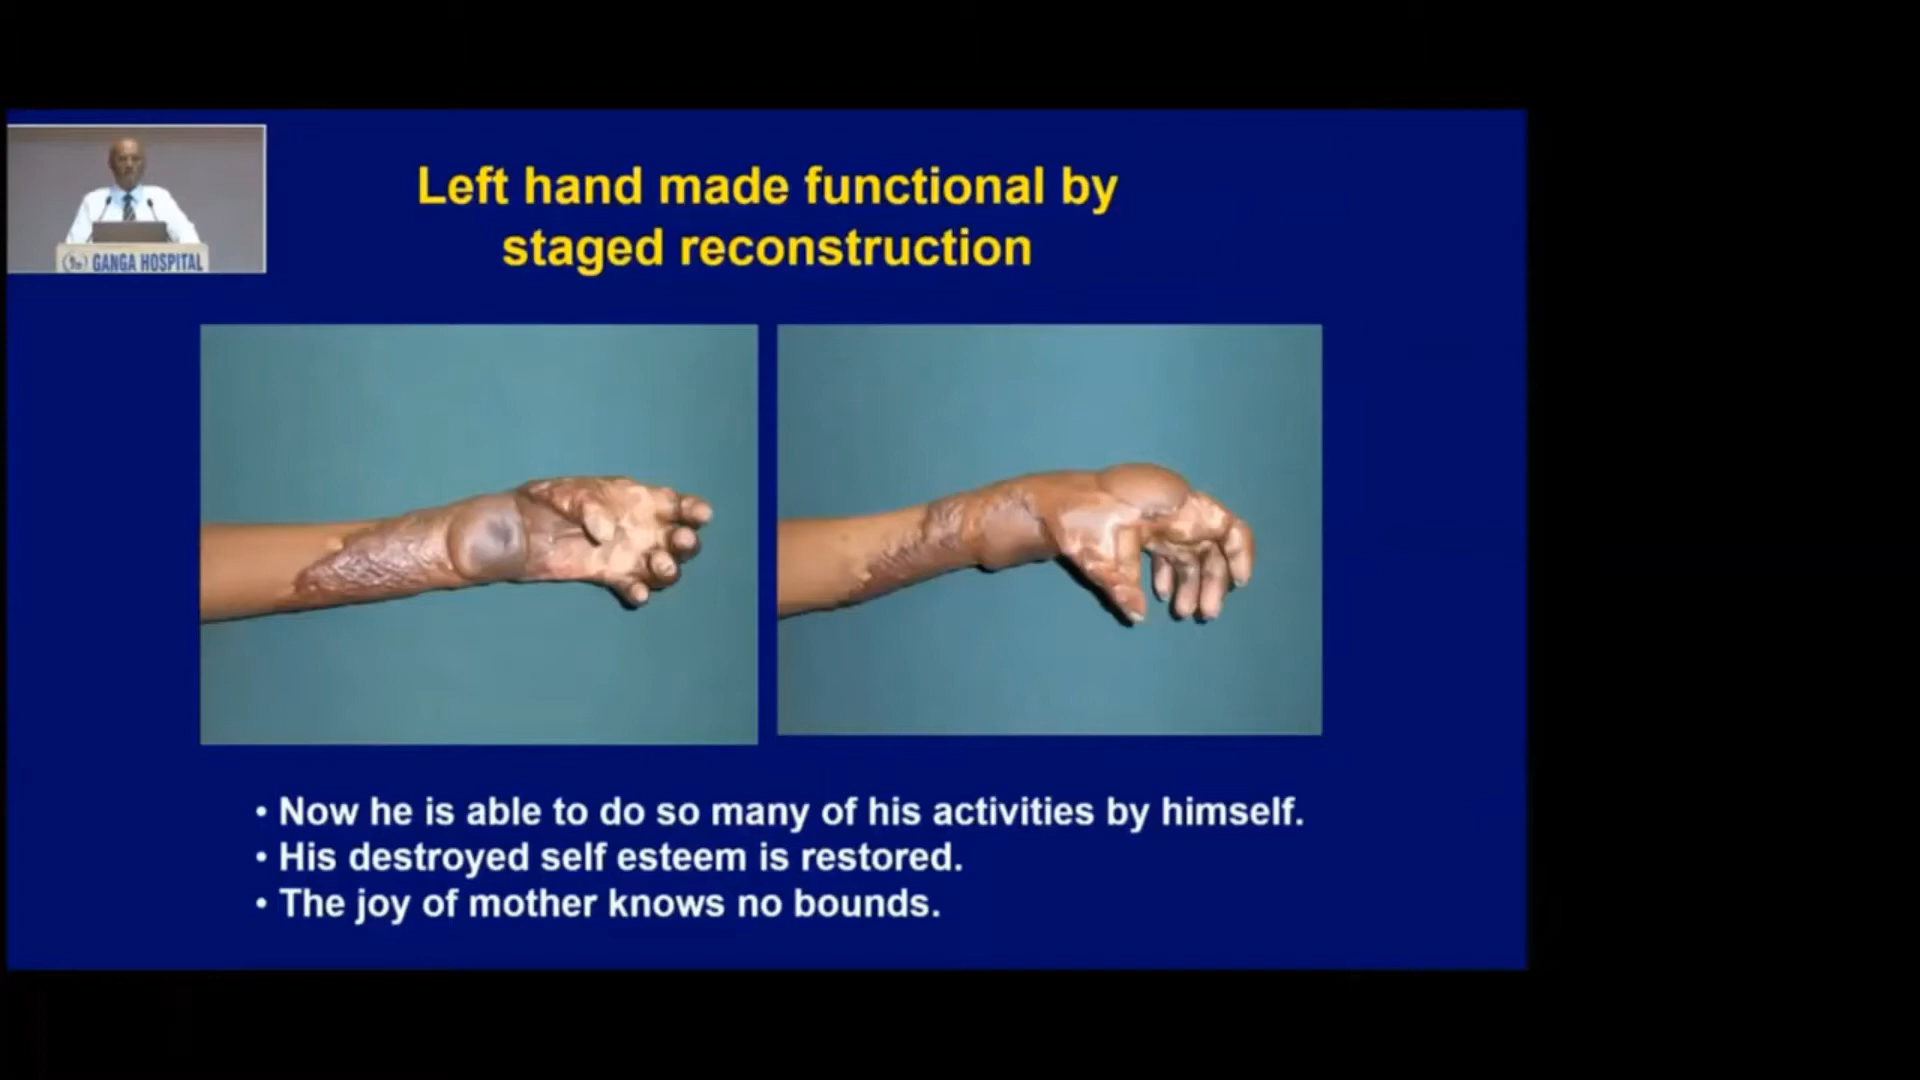 GANGA HOSPITAL
Left hand made functional by
staged reconstruction
• Now he is able to do so many of his activities by himself.
• His destroyed self esteem is restored.
• The joy of mother knows no bounds.